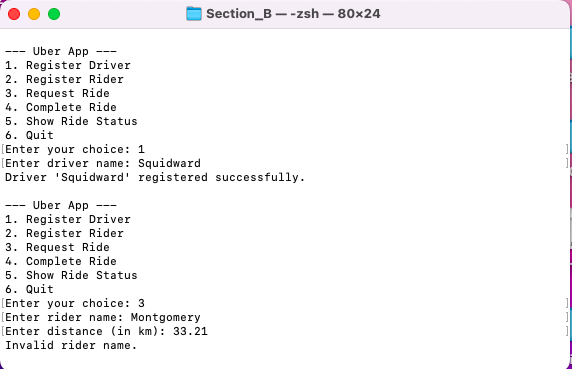 Section_B — -zsh — 80×24
--- Uber App ---
1. Register Driver
2. Register Rider
3. Request Ride
4. Complete Ride
5. Show Ride Status
6. Quit
[Enter your choice: 1 ]
[Enter driver name: Squidward ]
Driver 'Squidward' registered successfully.
--- Uber App ---
1. Register Driver
2. Register Rider
3. Request Ride
4. Complete Ride
5. Show Ride Status
6. Quit
[Enter your choice: 3 ]
[Enter rider name: Montgomery ]
[Enter distance (in km): 33.21 ]
Invalid rider name.